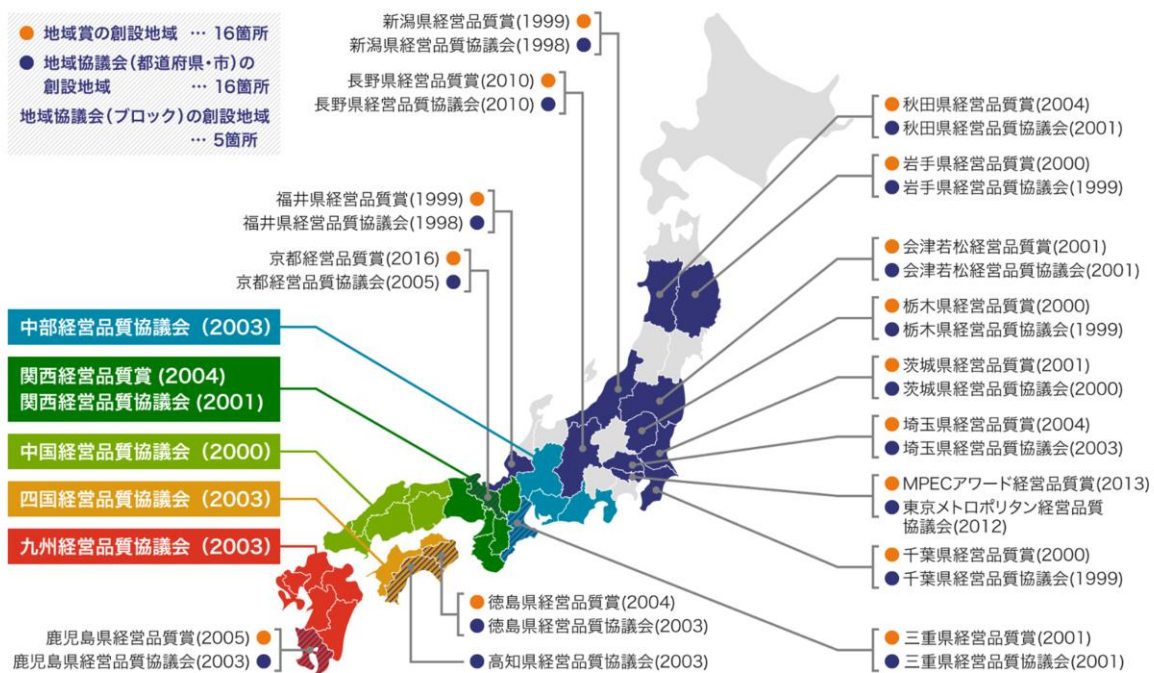 地域賞の創設地域 … 16箇所
地域協議会(都道府県・市)の
創設地域 … 16箇所
地域協議会(ブロック)の創設地域
… 5箇所
新潟県経営品質賞(1999)
新潟県経営品質協議会(1998)
長野県経営品質賞(2010)
長野県経営品質協議会(2010)
福井県経営品質賞(1999)
福井県経営品質協議会(1998)
京都経営品質賞(2016)
京都経営品質協議会(2005)
中部経営品質協議会(2003)
関西経営品質賞 (2004)
関西経営品質協議会 (2001)
中国経営品質協議会(2000)
四国経営品質協議会(2003)
九州経営品質協議会(2003)
鹿児島県経営品質賞(2005)
鹿児島県経営品質協議会(2003)
徳島県経営品質賞(2004)
徳島県経営品質協議会(2003)
高知県経営品質協議会(2003)
秋田県経営品質賞(2004)
秋田県経営品質協議会(2001)
岩手県経営品質賞(2000)
岩手県経営品質協議会(1999)
会津若松経営品質賞(2001)
会津若松経営品質協議会(2001)
栃木県経営品質賞(2000)
栃木県経営品質協議会(1999)
茨城県経営品質賞(2001)
茨城県経営品質協議会(2000)
埼玉県経営品質賞(2004)
埼玉県経営品質協議会(2003)
MPECアワード経営品質賞(2013)
東京メトロポリタン経営品質
協議会(2012)
千葉県経営品質賞(2000)
千葉県経営品質協議会(1999)
三重県経営品質賞(2001)
三重県経営品質協議会(2001)